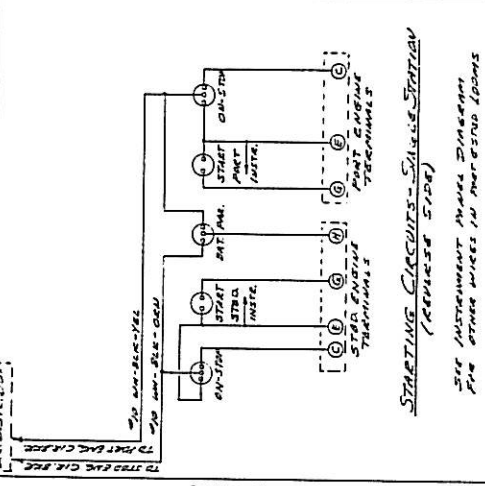 TO STBD ENG. CIR. BKR.
TO PORT ENG. CIR. BKR.
#10 WH-BLK-ORN
#10 WH-BLK-YEL
ON-STOP
START
STBD.
INSTR.
BAT. PAR.
START
PORT
INSTR.
ON-STOP
C
E
G
H
G
E
C
STBD. ENGINE
TERMINALS
PORT ENGINE
TERMINALS
STARTING CIRCUITS - SINGLE STATION
(REVERSE SIDE)
SEE INSTRUMENT PANEL DIAGRAM
FOR OTHER WIRES IN PORT & STBD LOOMS